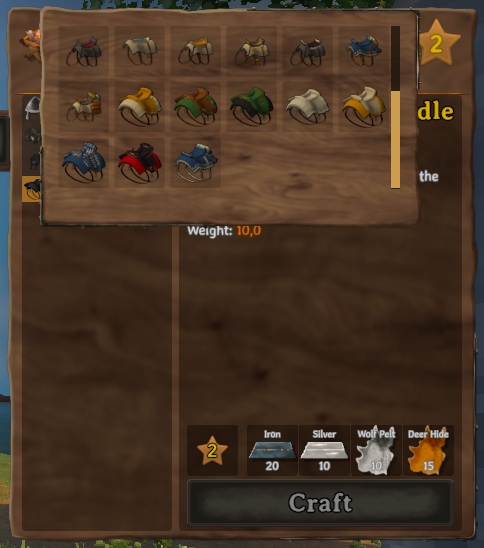 2
dle
the
Weight: 10,0
2
Iron
20
Silver
10
Wolf Pelt
10
Deer Hide
15
Craft